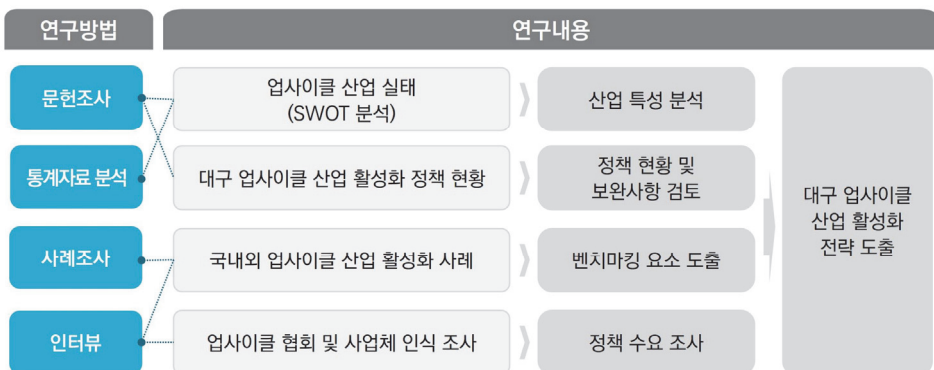 연구방법
연구내용
문헌조사
업사이클 산업 실태
(SWOT 분석)
산업 특성 분석
통계자료 분석
대구 업사이클 산업 활성화 정책 현황
정책 현황 및
보완사항 검토
사례조사
국내외 업사이클 산업 활성화 사례
벤치마킹 요소 도출
인터뷰
업사이클 협회 및 사업체 인식 조사
정책 수요 조사
대구 업사이클
산업 활성화
전략 도출